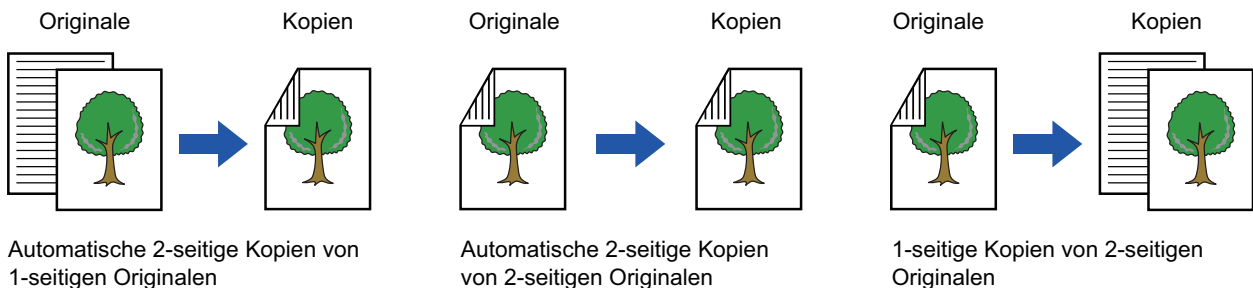 Originale
Kopien
Automatische 2-seitige Kopien von
1-seitigen Originalen
Originale
Kopien
Automatische 2-seitige Kopien
von 2-seitigen Originalen
Originale
Kopien
1-seitige Kopien von 2-seitigen
Originalen